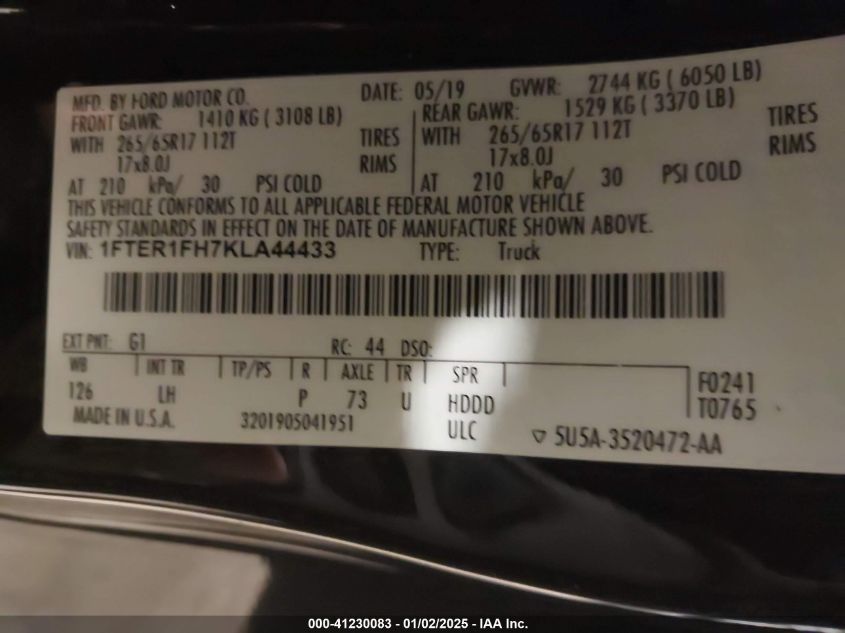 MFD. BY FORD MOTOR CO. DATE: 05/19 GVWR: 2744 KG ( 6050 LB)
FRONT GAWR: 1410 KG ( 3108 LB) REAR GAWR: 1529 KG ( 3370 LB)
WITH 265/65R17 112T TIRES WITH 265/65R17 112T TIRES
17x8.0J RIMS 17x8.0J RIMS
AT 210 kPa/ 30 PSI COLD AT 210 kPa/ 30 PSI COLD
THIS VEHICLE CONFORMS TO ALL APPLICABLE FEDERAL MOTOR VEHICLE
SAFETY STANDARDS IN EFFECT ON THE DATE OF MANUFACTURE SHOWN ABOVE.
VIN: 1FTER1FH7KLA44433 TYPE: Truck
EXT PNT: G1 RC: 44 DSO:
WB INT TR TP/PS R AXLE TR SPR F0241
126 LH P 73 U HDDD T0765
MADE IN U.S.A. 3201905041951 ULC ▽ 5U5A-3520472-AA
000-41230083 - 01/02/2025 - IAA Inc.